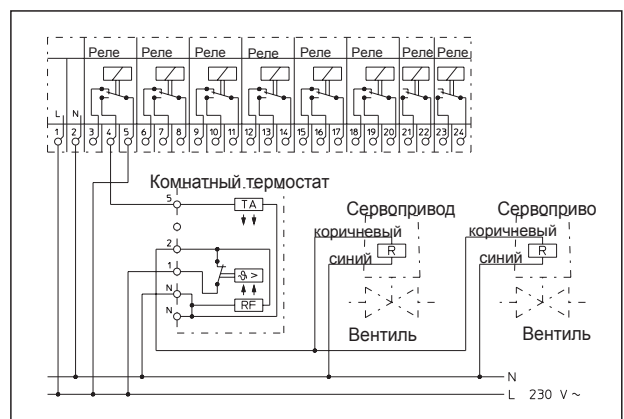 Реле Реле Реле Реле Реле Реле Реле Реле
L N
1 2 3 4 5 6 7 8 9 10 11 12 13 14 15 16 17 18 19 20 21 22 23 24
Комнатный термостат
5 TA
Сервопривод Сервоприво
коричневый коричневый
2
R R
синий синий
1 ϑ >
N RF
N
Вентиль Вентиль
N
L 230 V ~